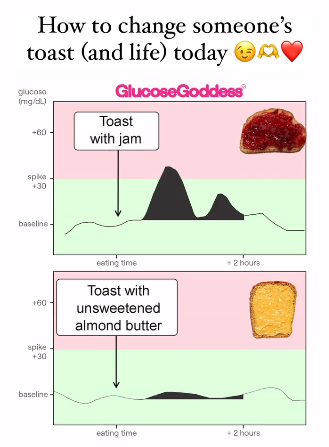 How to change someone's
toast (and life) today 😉🫶❤️
glucose
(mg/dL)
GlucoseGoddess®
+60
Toast
with jam
spike
+30
baseline
eating time
+ 2 hours
+60
Toast with
unsweetened
almond butter
spike
+30
baseline
eating time
+ 2 hours